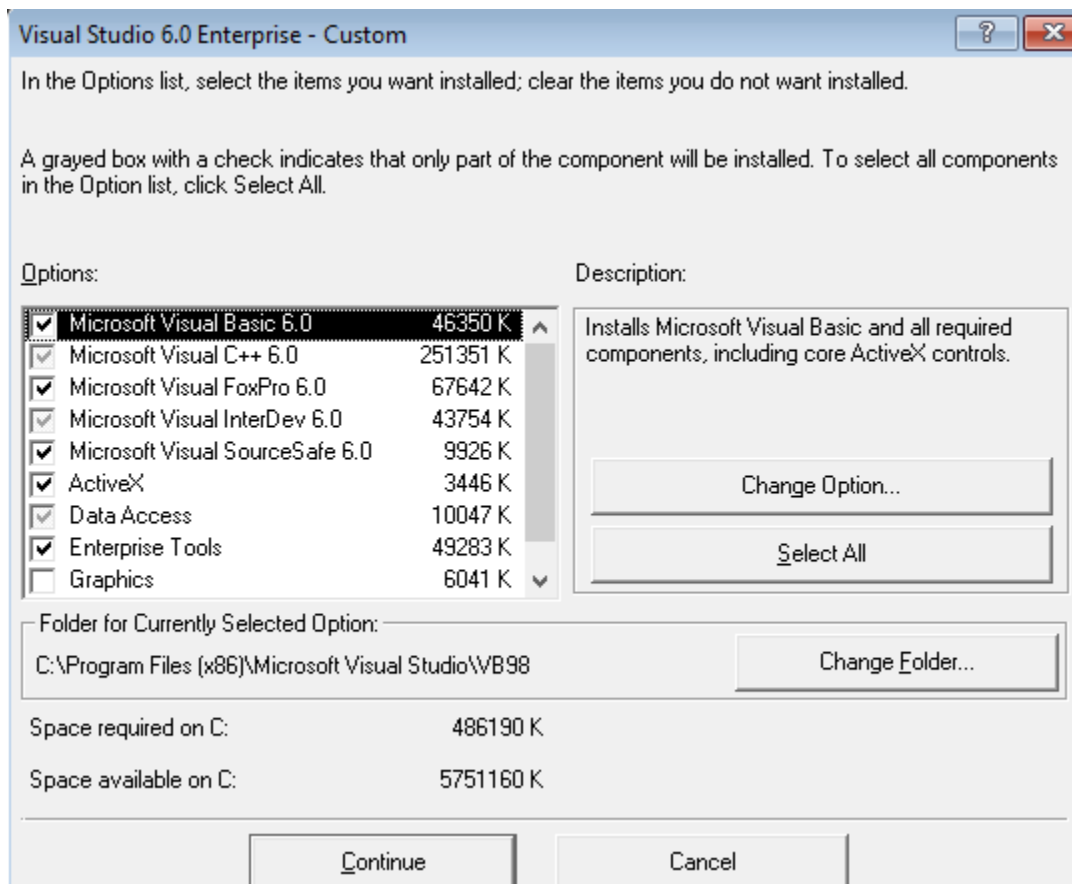 Visual Studio 6.0 Enterprise - Custom
In the Options list, select the items you want installed; clear the items you do not want installed.
A grayed box with a check indicates that only part of the component will be installed. To select all components
in the Option list, click Select All.
Options:
Description:
Microsoft Visual Basic 6.0 46350 K
Microsoft Visual C++ 6.0 251351 K
Microsoft Visual FoxPro 6.0 67642 K
Microsoft Visual InterDev 6.0 43754 K
Microsoft Visual SourceSafe 6.0 9926 K
ActiveX 3446 K
Data Access 10047 K
Enterprise Tools 49283 K
Graphics 6041 K
Installs Microsoft Visual Basic and all required
components, including core ActiveX controls.
Change Option...
Select All
Folder for Currently Selected Option:
C:\Program Files (x86)\Microsoft Visual Studio\VB98
Change Folder...
Space required on C: 486190 K
Space available on C: 5751160 K
Continue
Cancel